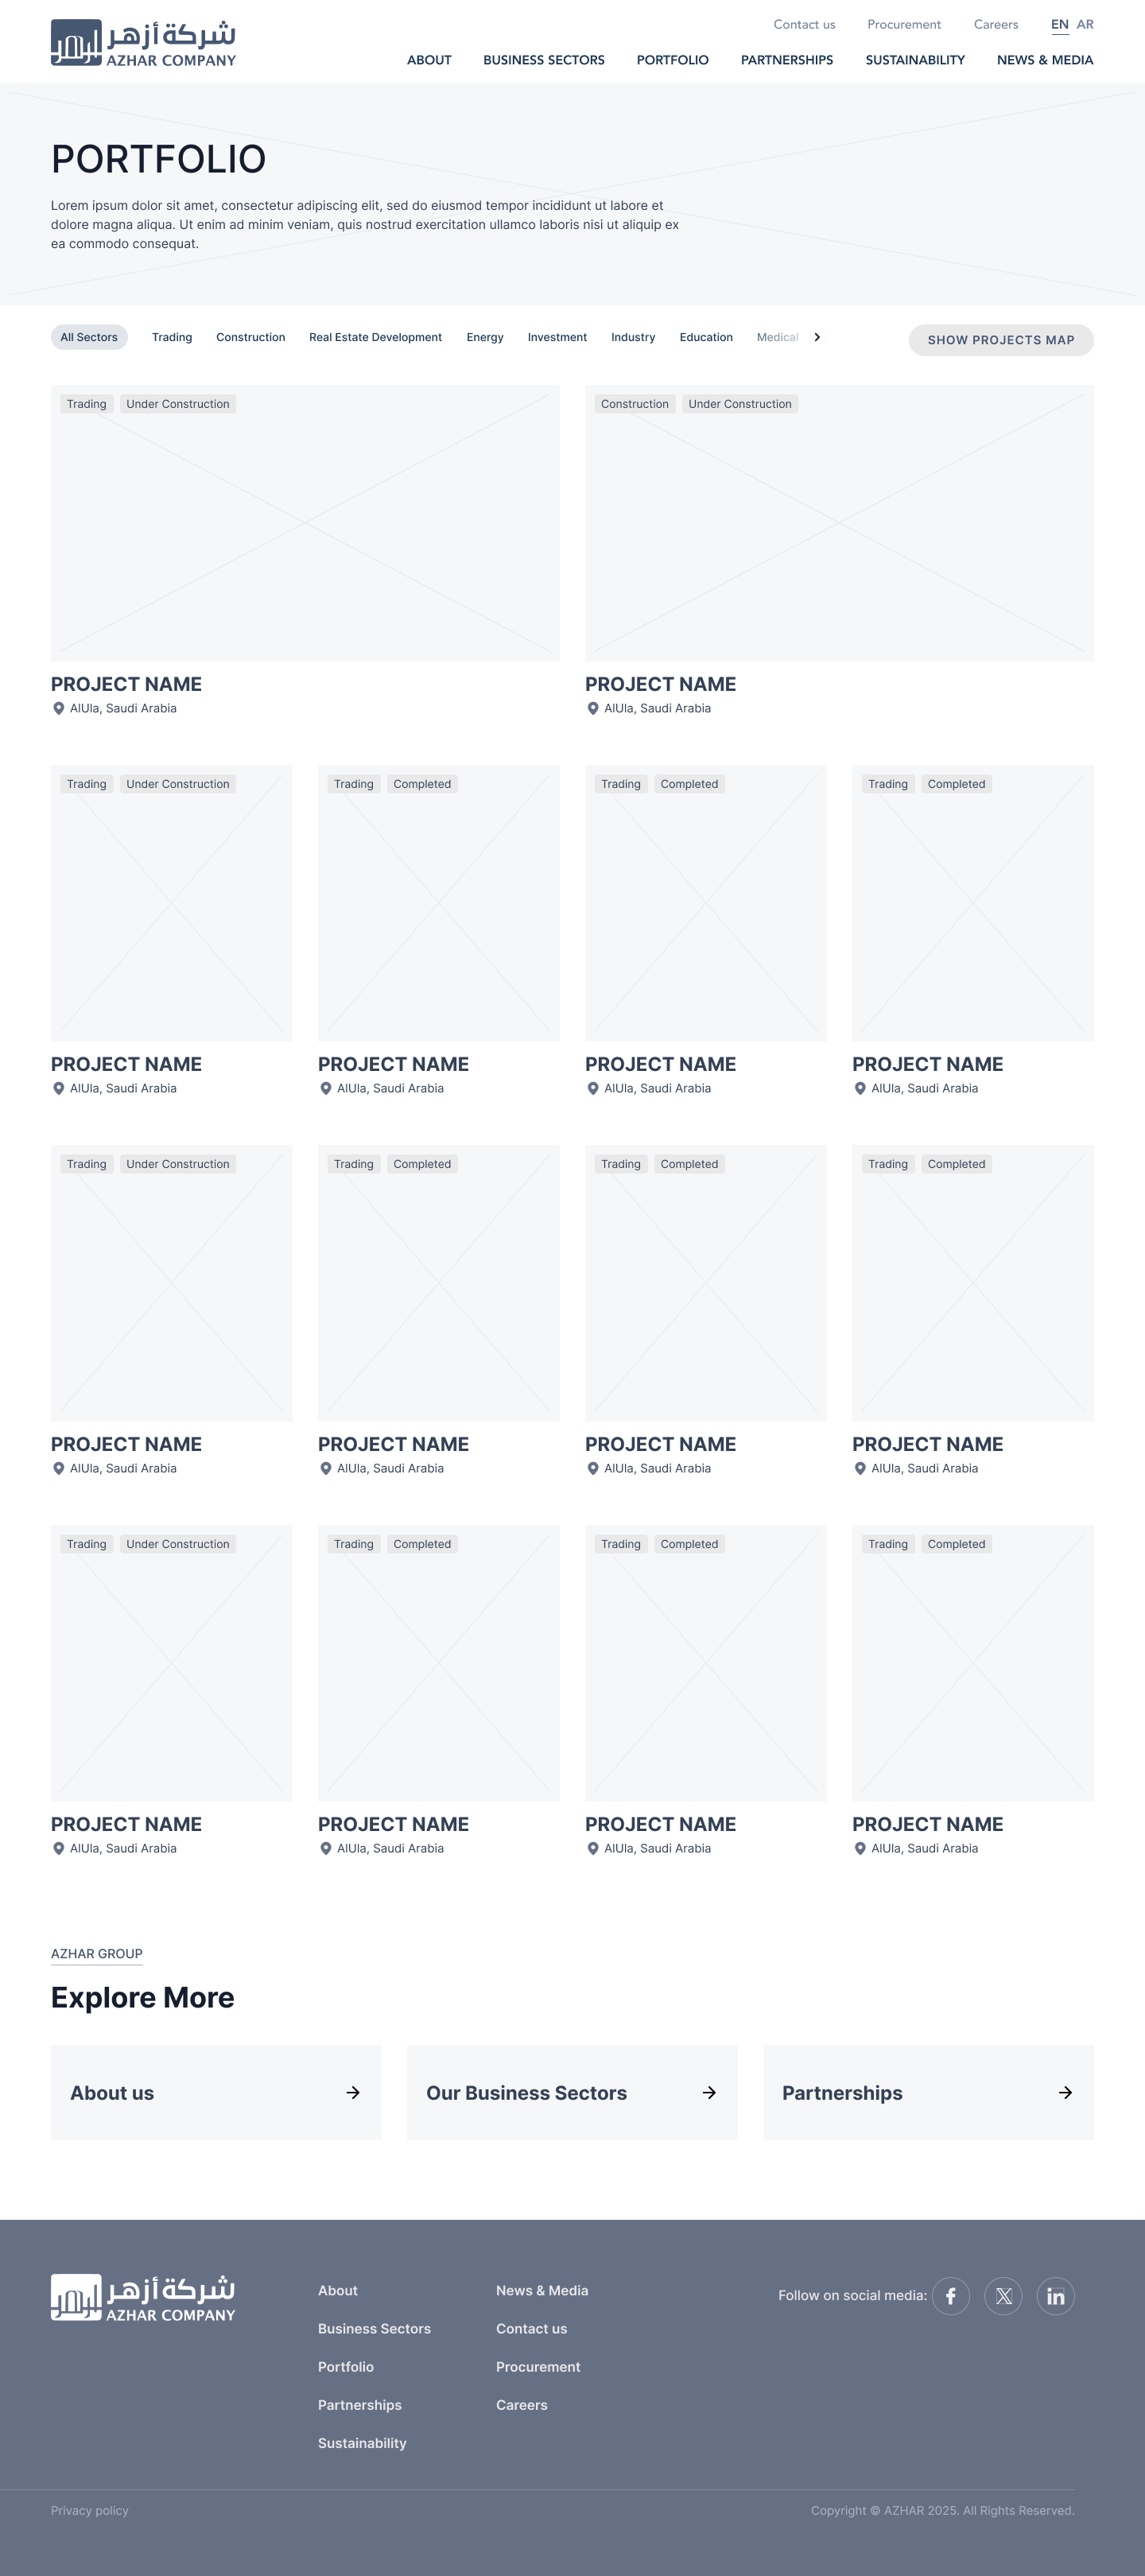 شركة أزهر
AZHAR COMPANY
Contact us
Procurement
Careers
EN
AR
ABOUT
BUSINESS SECTORS
PORTFOLIO
PARTNERSHIPS
SUSTAINABILITY
NEWS & MEDIA
PORTFOLIO
Lorem ipsum dolor sit amet, consectetur adipiscing elit, sed do eiusmod tempor incididunt ut labore et
dolore magna aliqua. Ut enim ad minim veniam, quis nostrud exercitation ullamco laboris nisi ut aliquip ex
ea commodo consequat.
All Sectors
Trading
Construction
Real Estate Development
Energy
Investment
Industry
Education
Medical
SHOW PROJECTS MAP
Trading
Under Construction
PROJECT NAME
AlUla, Saudi Arabia
Construction
Under Construction
PROJECT NAME
AlUla, Saudi Arabia
Trading
Under Construction
PROJECT NAME
AlUla, Saudi Arabia
Trading
Completed
PROJECT NAME
AlUla, Saudi Arabia
Trading
Completed
PROJECT NAME
AlUla, Saudi Arabia
Trading
Completed
PROJECT NAME
AlUla, Saudi Arabia
Trading
Under Construction
PROJECT NAME
AlUla, Saudi Arabia
Trading
Completed
PROJECT NAME
AlUla, Saudi Arabia
Trading
Completed
PROJECT NAME
AlUla, Saudi Arabia
Trading
Completed
PROJECT NAME
AlUla, Saudi Arabia
Trading
Under Construction
PROJECT NAME
AlUla, Saudi Arabia
Trading
Completed
PROJECT NAME
AlUla, Saudi Arabia
Trading
Completed
PROJECT NAME
AlUla, Saudi Arabia
Trading
Completed
PROJECT NAME
AlUla, Saudi Arabia
AZHAR GROUP
Explore More
About us
Our Business Sectors
Partnerships
شركة أزهر
AZHAR COMPANY
About
Business Sectors
Portfolio
Partnerships
Sustainability
News & Media
Contact us
Procurement
Careers
Follow on social media:
Privacy policy
Copyright © AZHAR 2025. All Rights Reserved.